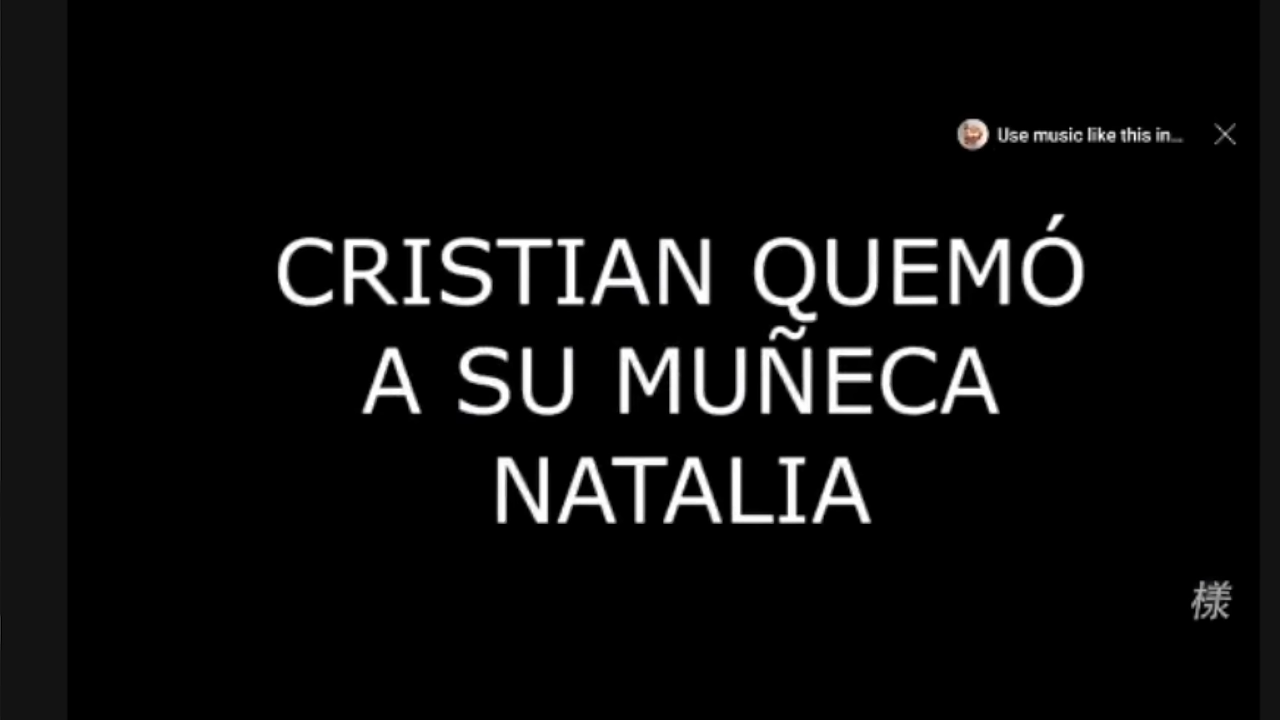 Use music like this in...
CRISTIAN QUEMÓ
A SU MUÑECA
NATALIA
様